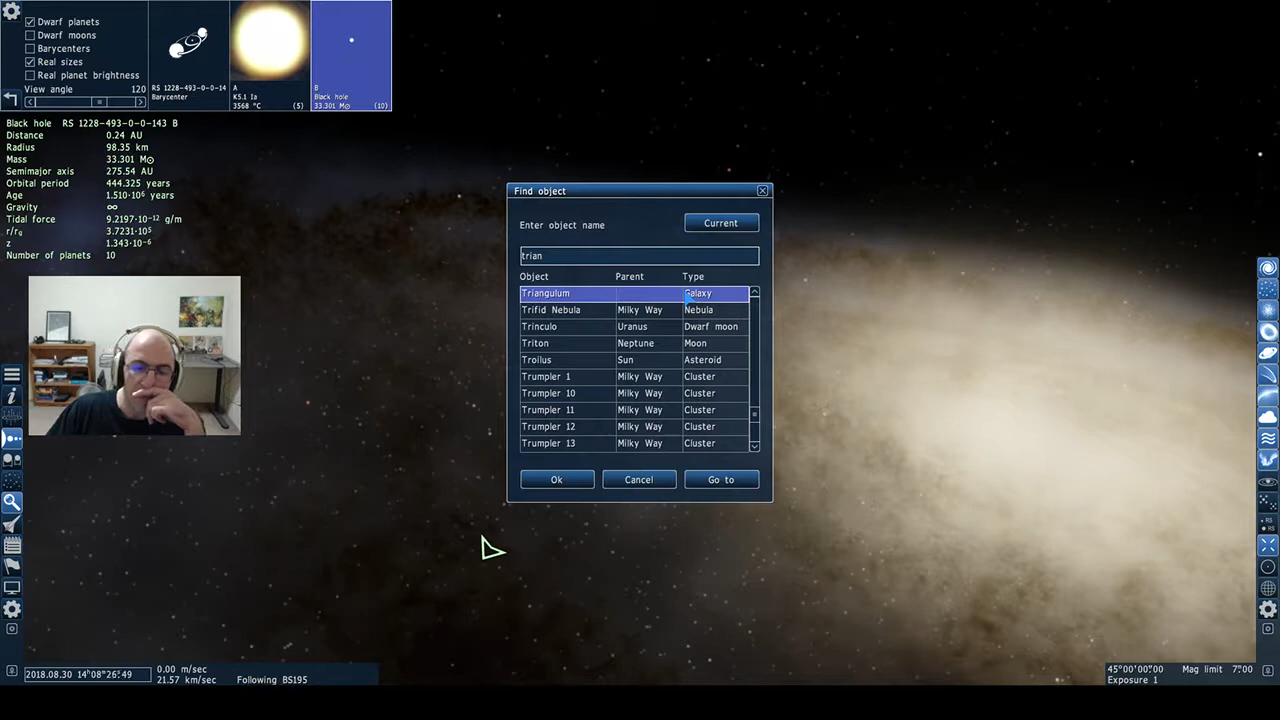 Dwarf planets
Dwarf moons
Barycenters
Real sizes
Real planet brightness
View angle 120
RS 1228-493-0-0-14
Barycenter
A
K5.1 Ia
3568 °C (5)
B
Black hole
33.301 M☉ (10)
Black hole RS 1228-493-0-0-143 B
Distance 0.24 AU
Radius 98.35 km
Mass 33.301 M☉
Semimajor axis 275.54 AU
Orbital period 444.325 years
Age 1.510·10⁶ years
Gravity ∞
Tidal force 9.2197·10⁻¹² g/m
r/rg 3.7231·10⁵
z 1.343·10⁻⁶
Number of planets 10
Find object
Enter object name
Current
trian
Object Parent Type
Triangulum Galaxy
Trifid Nebula Milky Way Nebula
Trinculo Uranus Dwarf moon
Triton Neptune Moon
Troilus Sun Asteroid
Trumpler 1 Milky Way Cluster
Trumpler 10 Milky Way Cluster
Trumpler 11 Milky Way Cluster
Trumpler 12 Milky Way Cluster
Trumpler 13 Milky Way Cluster
Ok Cancel Go to
RS
RS
2018.08.30 14ʰ08ᵐ26ˢ49
0.00 m/sec
21.57 km/sec Following BS195
45°00'00"00 Mag limit 7ᵐ00
Exposure 1